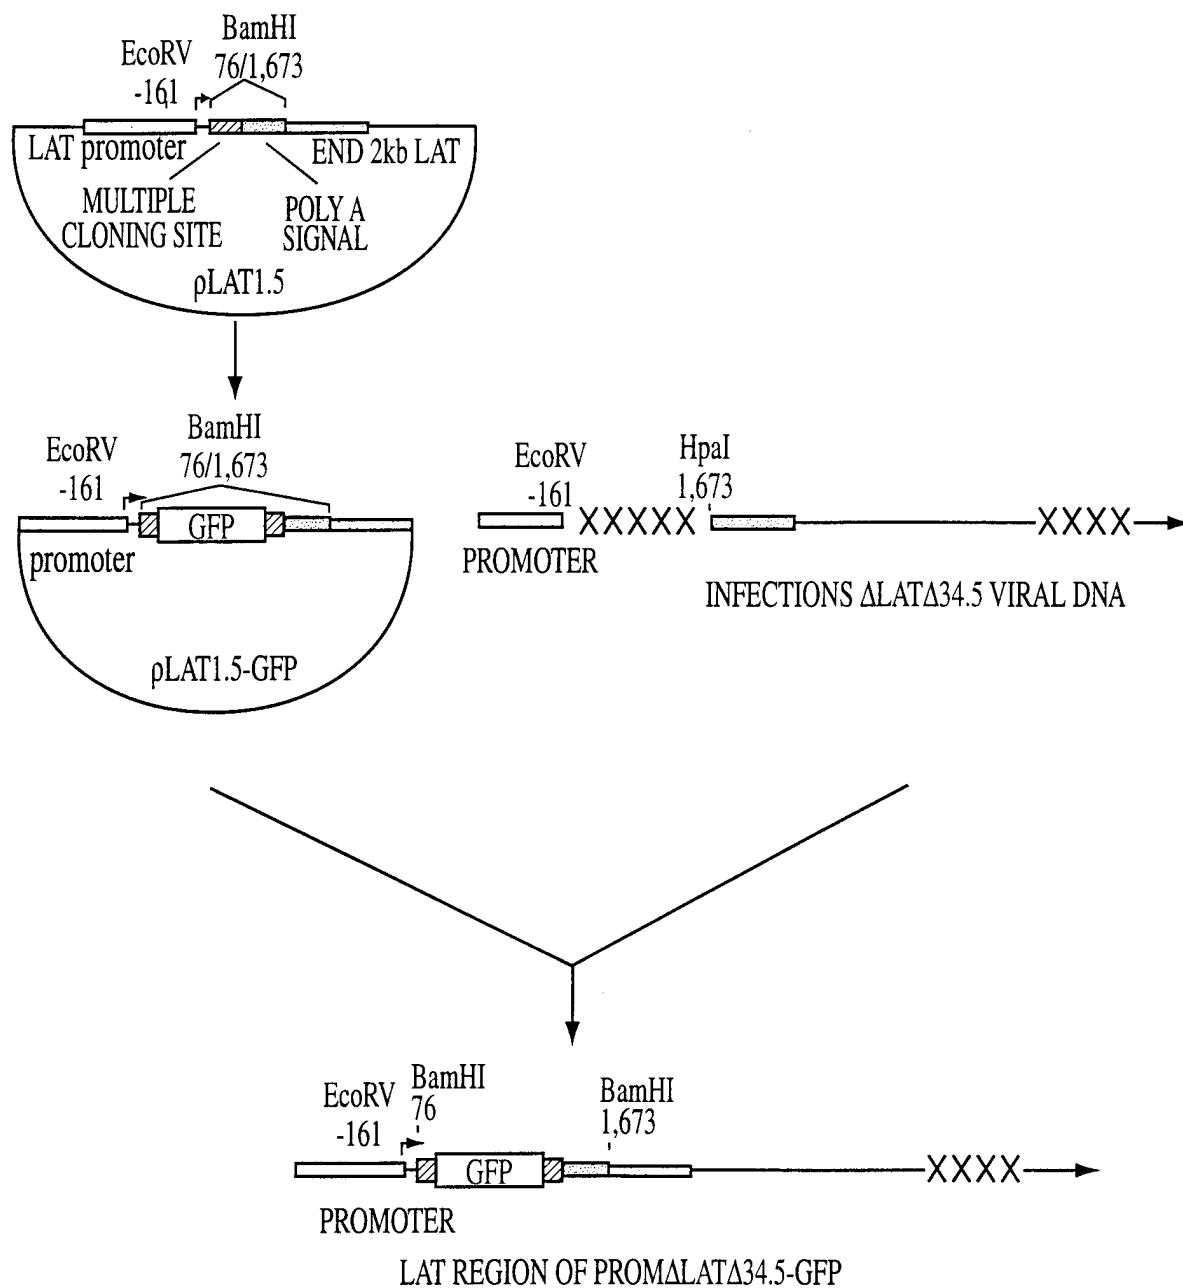 BamHI
EcoRV 76/1,673
-161
LAT promoter END 2kb LAT
MULTIPLE CLONING SITE
POLY A SIGNAL
ρLAT1.5
BamHI
EcoRV 76/1,673
-161
GFP
promoter
ρLAT1.5-GFP
EcoRV HpaI
-161 1,673
XXXXX XXXX
PROMOTER
INFECTIONS ΔLATΔ34.5 VIRAL DNA
EcoRV BamHI BamHI
-161 76 1,673
GFP XXXX
PROMOTER
LAT REGION OF PROMΔLATΔ34.5-GFP